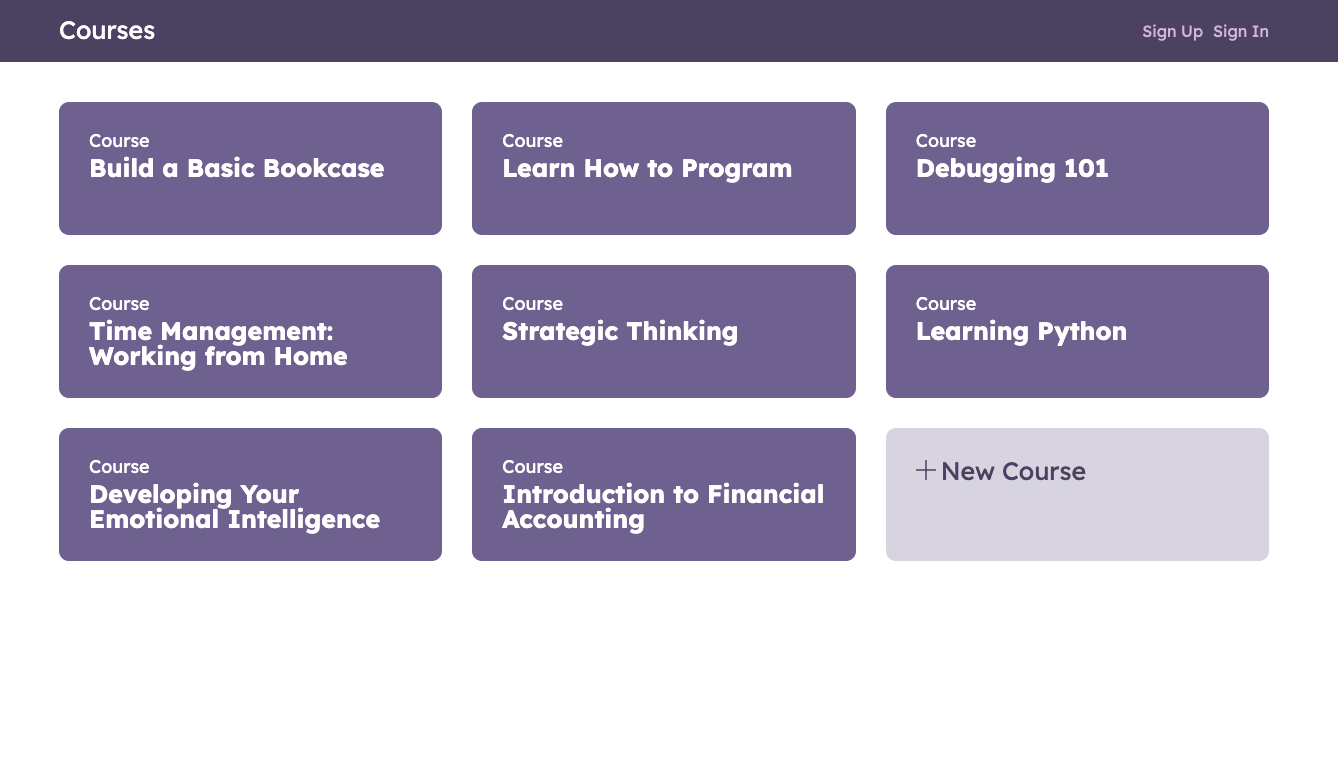 Courses
Sign Up Sign In
Course
Build a Basic Bookcase
Course
Learn How to Program
Course
Debugging 101
Course
Time Management:
Working from Home
Course
Strategic Thinking
Course
Learning Python
Course
Developing Your
Emotional Intelligence
Course
Introduction to Financial
Accounting
+ New Course